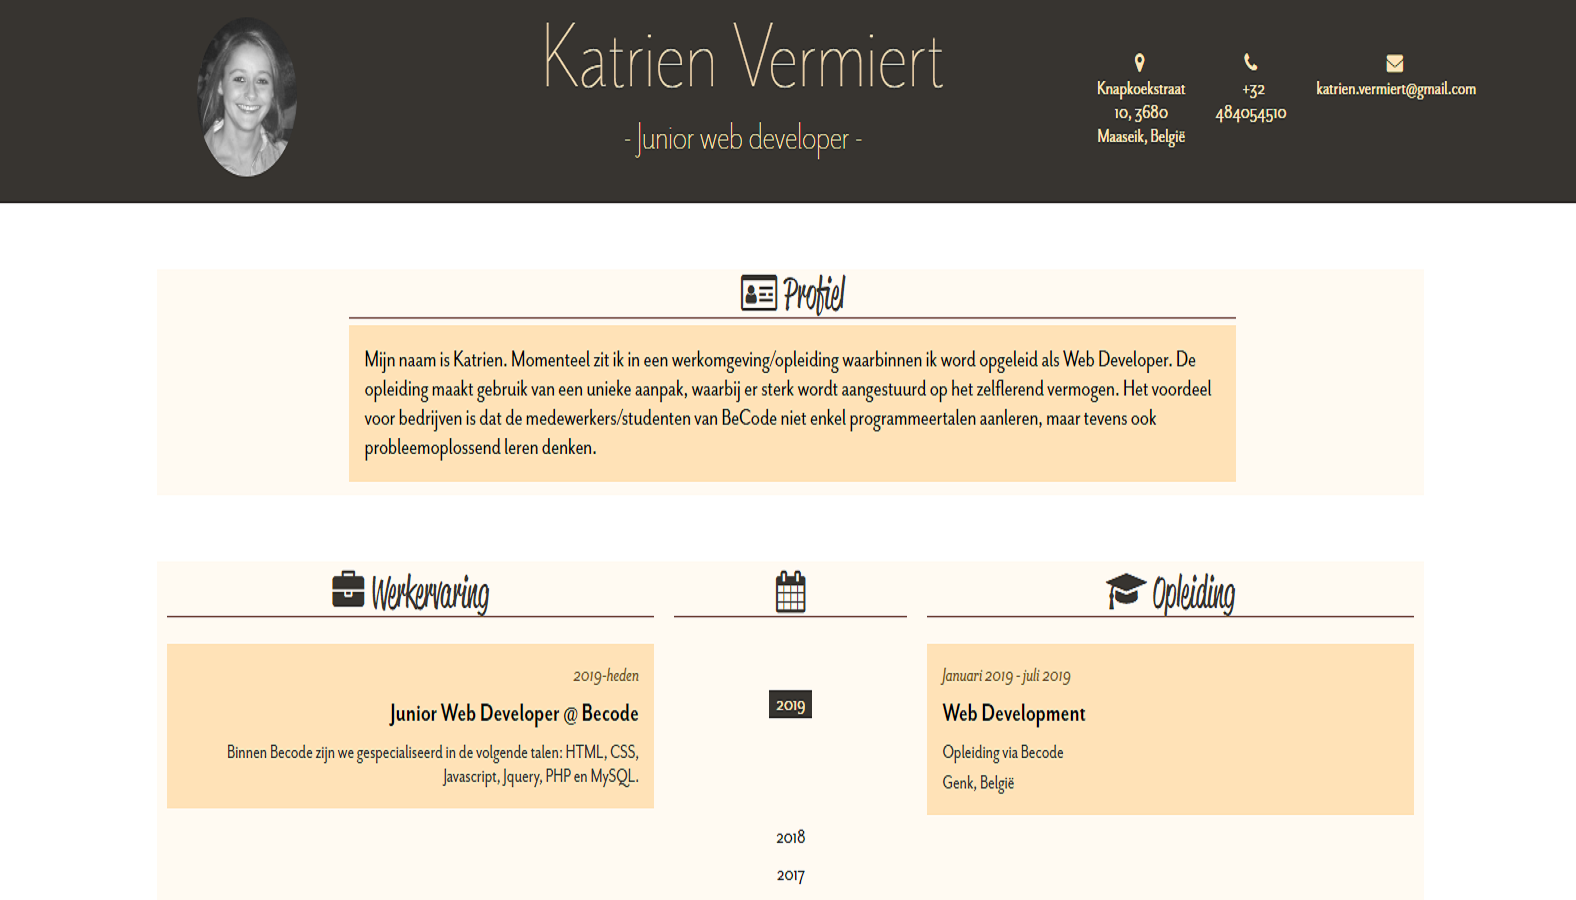 Katrien Vermiert
- Junior web developer -
Knapkoekstraat
10, 3680
Maaseik, België
+32
484054510
katrien.vermiert@gmail.com
Profiel
Mijn naam is Katrien. Momenteel zit ik in een werkomgeving/opleiding waarbinnen ik word opgeleid als Web Developer. De
opleiding maakt gebruik van een unieke aanpak, waarbij er sterk wordt aangestuurd op het zelflerend vermogen. Het voordeel
voor bedrijven is dat de medewerkers/studenten van BeCode niet enkel programmeertalen aanleren, maar tevens ook
probleemoplossend leren denken.
Werkervaring
2019-heden
Junior Web Developer @ Becode
Binnen Becode zijn we gespecialiseerd in de volgende talen: HTML, CSS,
Javascript, Jquery, PHP en MySQL.
2019
2018
2017
Opleiding
Januari 2019 - juli 2019
Web Development
Opleiding via Becode
Genk, België